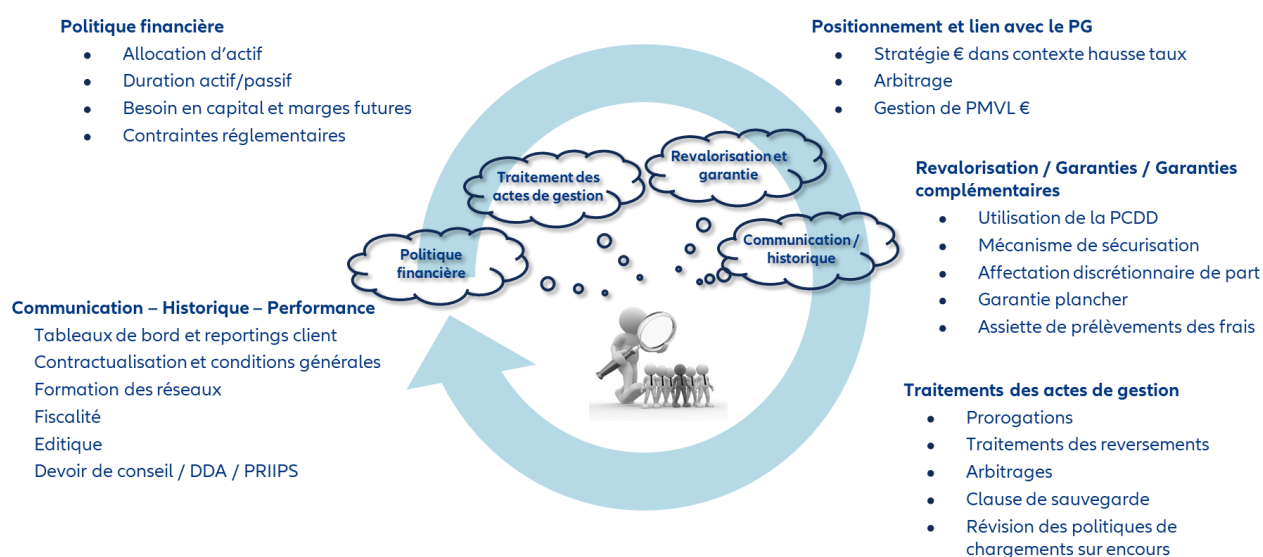 Politique financière
• Allocation d'actif
• Duration actif/passif
• Besoin en capital et marges futures
• Contraintes réglementaires
Positionnement et lien avec le PG
• Stratégie € dans contexte hausse taux
• Arbitrage
• Gestion de PMVL €
Revalorisation et
garantie
Traitement des
actes de gestion
Communication /
historique
Politique
financière
Revalorisation / Garanties / Garanties
complémentaires
• Utilisation de la PCDD
• Mécanisme de sécurisation
• Affectation discrétionnaire de part
• Garantie plancher
• Assiette de prélèvements des frais
Communication – Historique – Performance
Tableaux de bord et reportings client
Contractualisation et conditions générales
Formation des réseaux
Fiscalité
Editique
Devoir de conseil / DDA / PRIIPS
Traitements des actes de gestion
• Prorogations
• Traitements des reversements
• Arbitrages
• Clause de sauvegarde
• Révision des politiques de
chargements sur encours